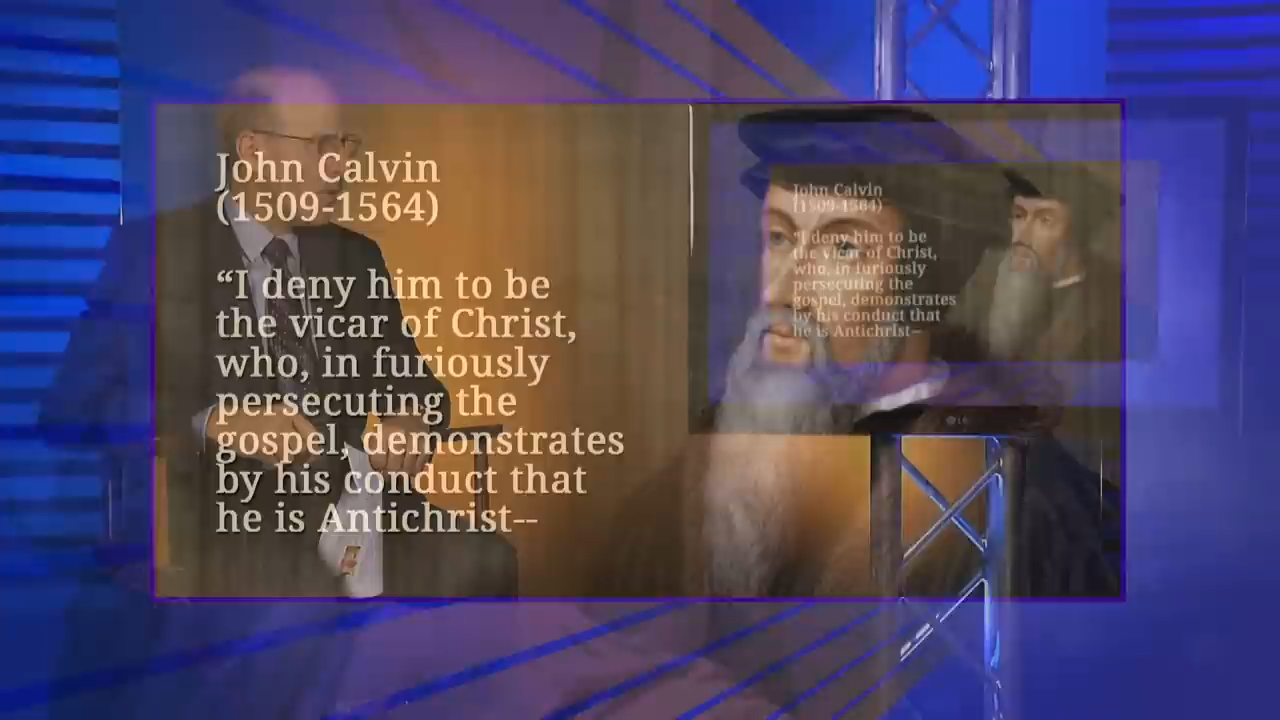 John Calvin
(1509-1564)
“I deny him to be
the vicar of Christ,
who, in furiously
persecuting the
gospel, demonstrates
by his conduct that
he is Antichrist--
John Calvin
(1509-1564)
“I deny him to be
the vicar of Christ,
who, in furiously
persecuting the
gospel, demonstrates
by his conduct that
he is Antichrist--